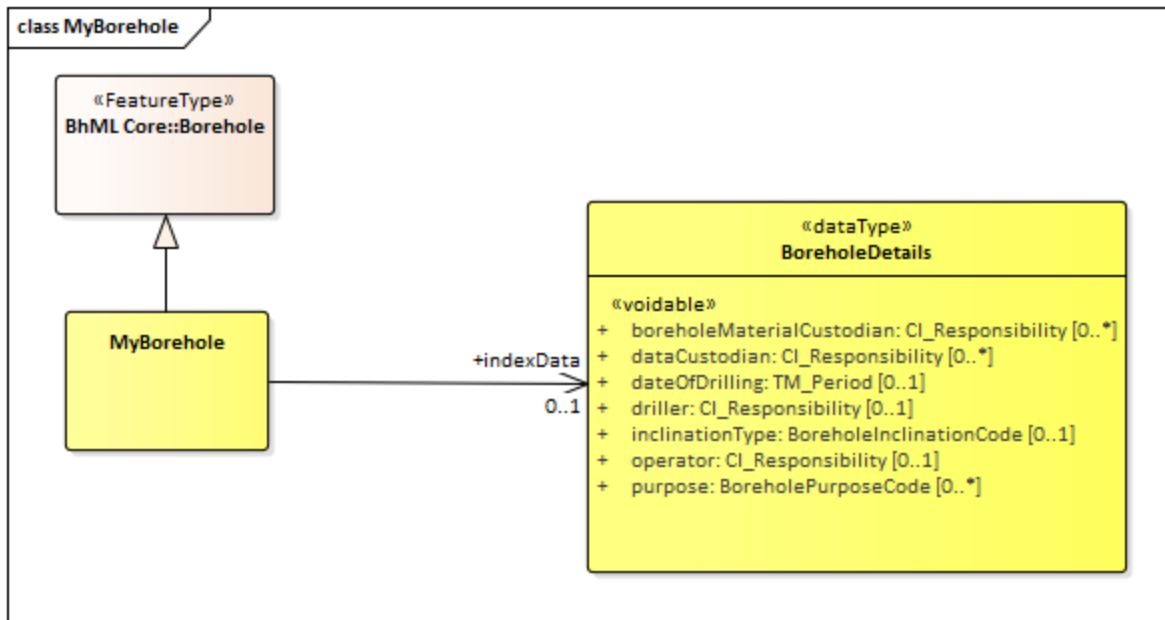 class MyBorehole
«FeatureType»
BhML Core::Borehole
MyBorehole
+indexData
0..1
«dataType»
BoreholeDetails
«voidable»
+ boreholeMaterialCustodian: CI_Responsibility [0..*]
+ dataCustodian: CI_Responsibility [0..*]
+ dateOfDrilling: TM_Period [0..1]
+ driller: CI_Responsibility [0..1]
+ inclinationType: BoreholeInclinationCode [0..1]
+ operator: CI_Responsibility [0..1]
+ purpose: BoreholePurposeCode [0..*]